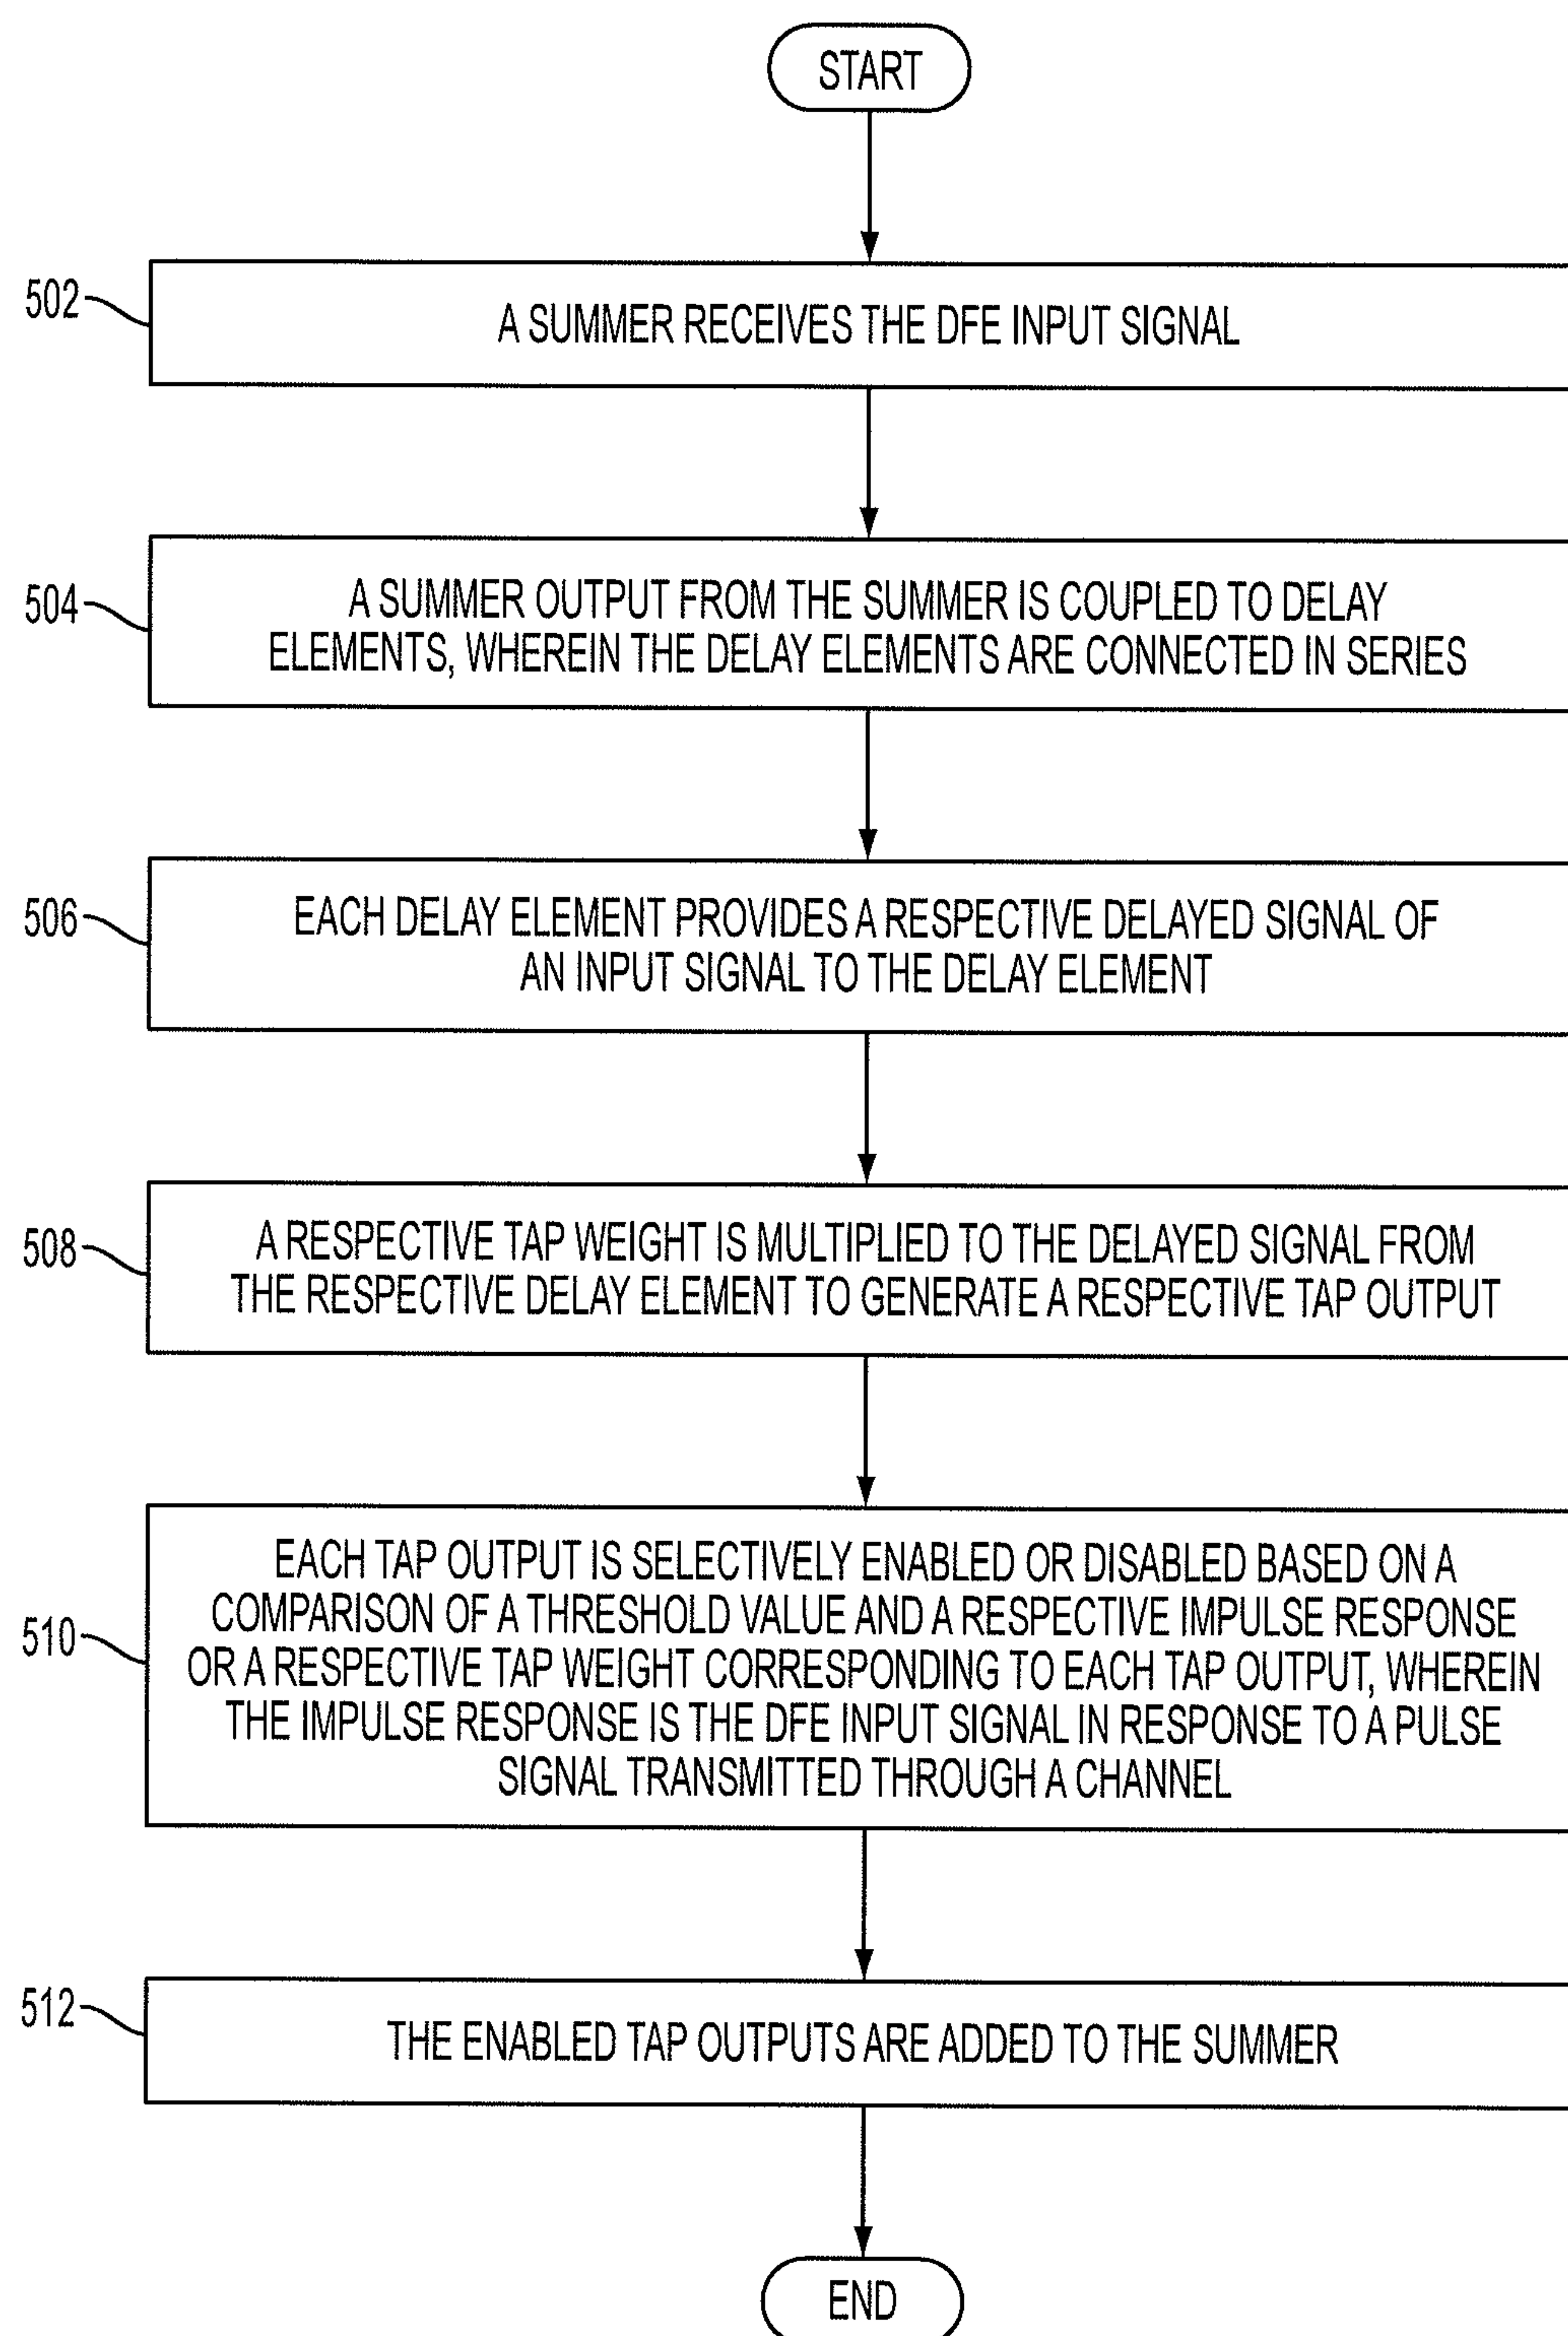 START
502
A SUMMER RECEIVES THE DFE INPUT SIGNAL
504
A SUMMER OUTPUT FROM THE SUMMER IS COUPLED TO DELAY
ELEMENTS, WHEREIN THE DELAY ELEMENTS ARE CONNECTED IN SERIES
506
EACH DELAY ELEMENT PROVIDES A RESPECTIVE DELAYED SIGNAL OF
AN INPUT SIGNAL TO THE DELAY ELEMENT
508
A RESPECTIVE TAP WEIGHT IS MULTIPLIED TO THE DELAYED SIGNAL FROM
THE RESPECTIVE DELAY ELEMENT TO GENERATE A RESPECTIVE TAP OUTPUT
510
EACH TAP OUTPUT IS SELECTIVELY ENABLED OR DISABLED BASED ON A
COMPARISON OF A THRESHOLD VALUE AND A RESPECTIVE IMPULSE RESPONSE
OR A RESPECTIVE TAP WEIGHT CORRESPONDING TO EACH TAP OUTPUT, WHEREIN
THE IMPULSE RESPONSE IS THE DFE INPUT SIGNAL IN RESPONSE TO A PULSE
SIGNAL TRANSMITTED THROUGH A CHANNEL
512
THE ENABLED TAP OUTPUTS ARE ADDED TO THE SUMMER
END